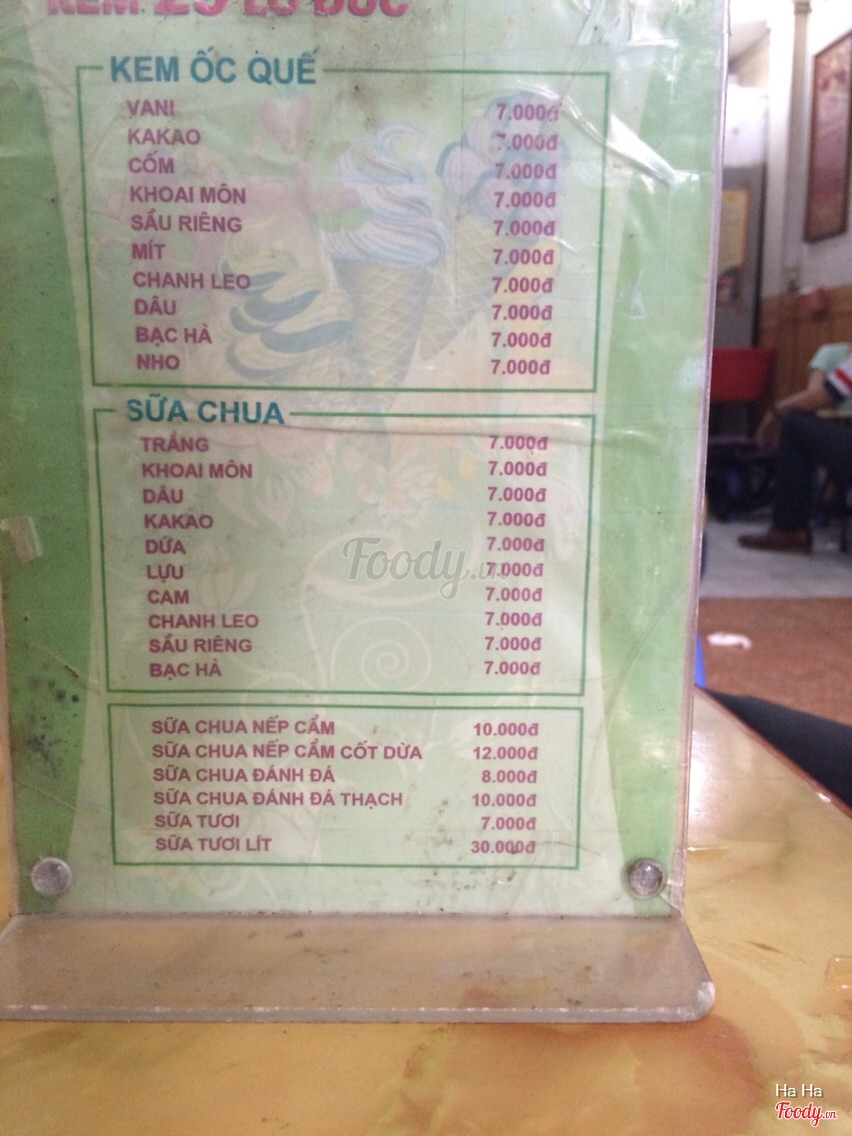 KEM 25 LÒ ĐÚC
KEM ỐC QUẾ
VANI 7.000đ
KAKAO 7.000đ
CỐM 7.000đ
KHOAI MÔN 7.000đ
SẦU RIÊNG 7.000đ
MÍT 7.000đ
CHANH LEO 7.000đ
DÂU 7.000đ
BẠC HÀ 7.000đ
NHO 7.000đ
SỮA CHUA
TRẮNG 7.000đ
KHOAI MÔN 7.000đ
DÂU 7.000đ
KAKAO 7.000đ
DỨA 7.000đ
LỰU 7.000đ
CAM 7.000đ
CHANH LEO 7.000đ
SẦU RIÊNG 7.000đ
BẠC HÀ 7.000đ
Foody.vn
SỮA CHUA NẾP CẨM 10.000đ
SỮA CHUA NẾP CẨM CỐT DỪA 12.000đ
SỮA CHUA ĐÁNH ĐÁ 8.000đ
SỮA CHUA ĐÁNH ĐÁ THẠCH 10.000đ
SỮA TƯƠI 7.000đ
SỮA TƯƠI LÍT 30.000đ
Ha Ha
Foody.vn